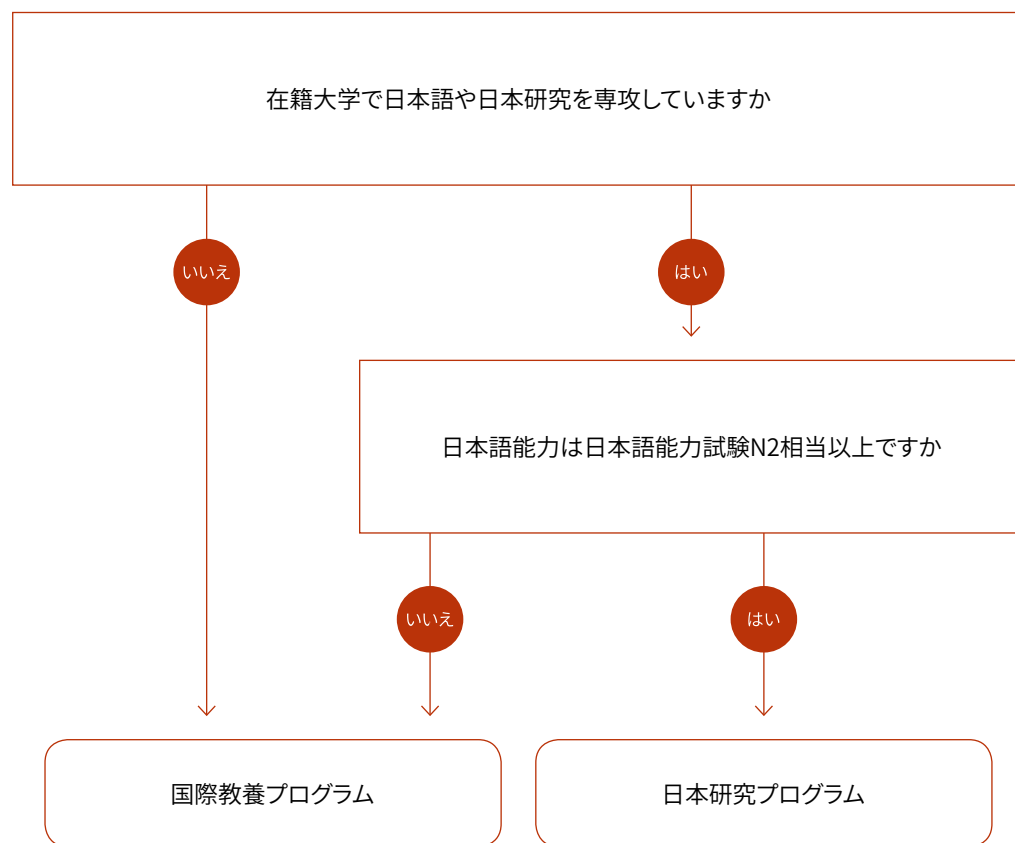 在籍大学で日本語や日本研究を専攻していますか
いいえ
はい
日本語能力は日本語能力試験N2相当以上ですか
いいえ
はい
国際教養プログラム
日本研究プログラム